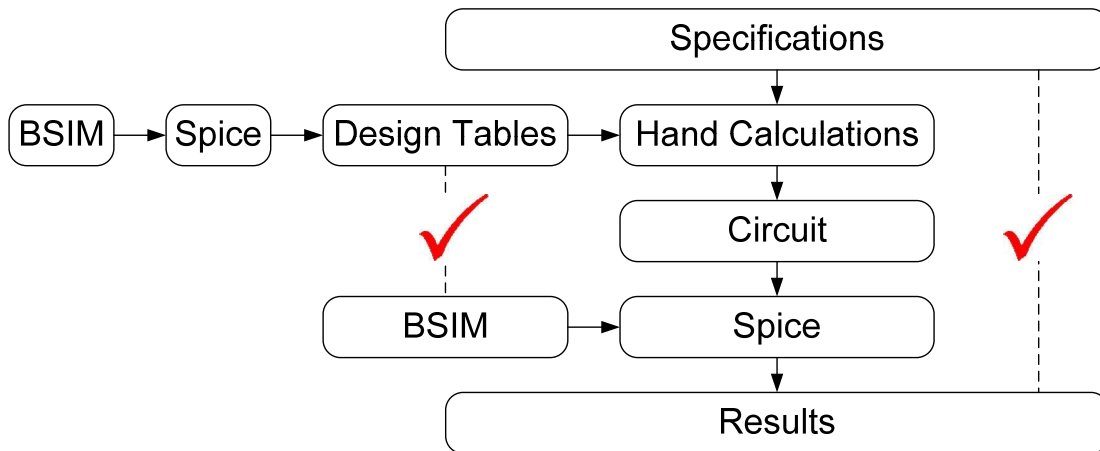 Specifications
BSIM
Spice
Design Tables
Hand Calculations
Circuit
BSIM
Spice
Results